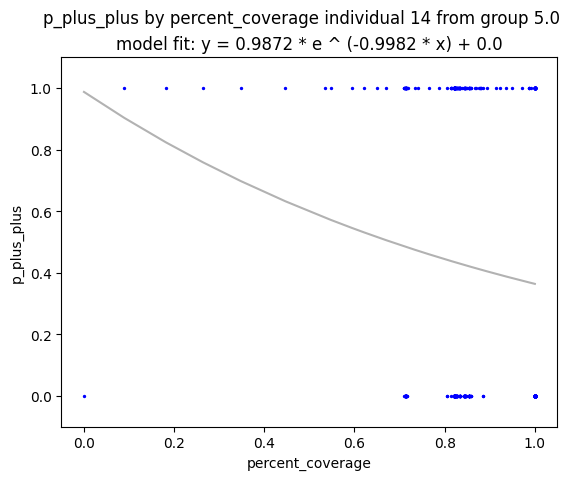 p_plus_plus by percent_coverage individual 14 from group 5.0
model fit: y = 0.9872 * e ^ (-0.9982 * x) + 0.0
1.0
0.8
0.6
0.4
0.2
0.0
p_plus_plus
0.0 0.2 0.4 0.6 0.8 1.0
percent_coverage